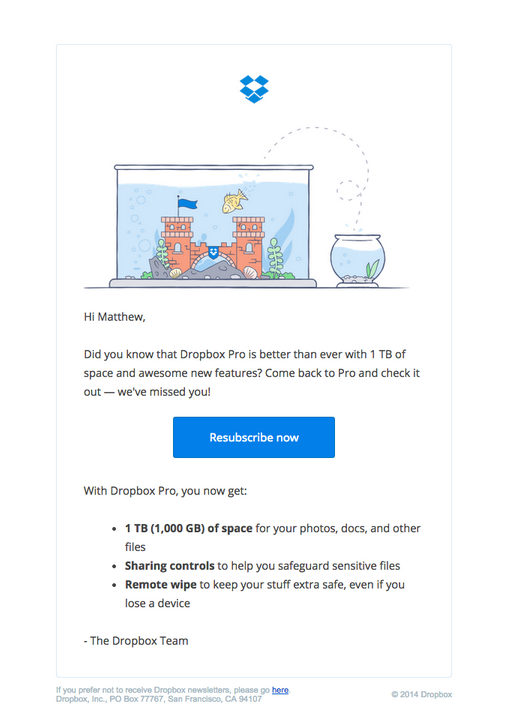 Hi Matthew,
Did you know that Dropbox Pro is better than ever with 1 TB of
space and awesome new features? Come back to Pro and check it
out — we've missed you!
Resubscribe now
With Dropbox Pro, you now get:
• 1 TB (1,000 GB) of space for your photos, docs, and other
files
• Sharing controls to help you safeguard sensitive files
• Remote wipe to keep your stuff extra safe, even if you
lose a device
- The Dropbox Team
If you prefer not to receive Dropbox newsletters, please go here.
Dropbox, Inc., PO Box 77767, San Francisco, CA 94107
© 2014 Dropbox